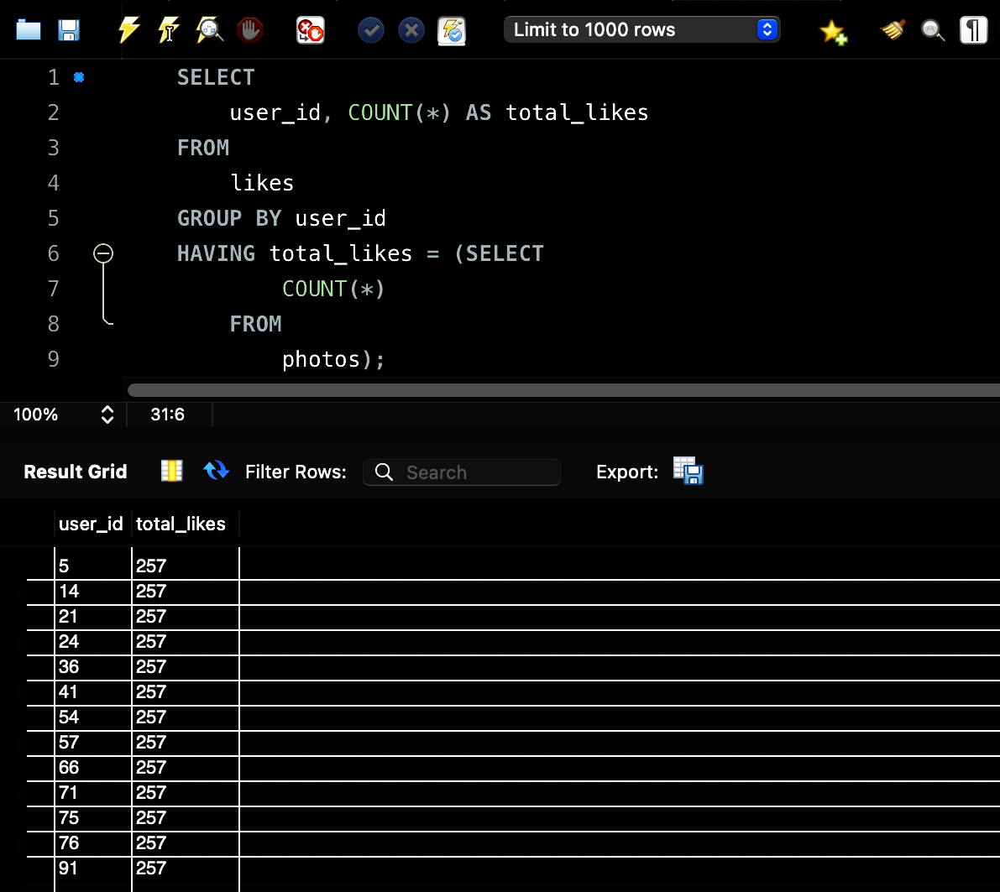 Limit to 1000 rows
1 SELECT
2 user_id, COUNT(*) AS total_likes
3 FROM
4 likes
5 GROUP BY user_id
6 HAVING total_likes = (SELECT
7 COUNT(*)
8 FROM
9 photos);
100% 31:6
Result Grid Filter Rows: Search Export:
user_id total_likes
5 257
14 257
21 257
24 257
36 257
41 257
54 257
57 257
66 257
71 257
75 257
76 257
91 257